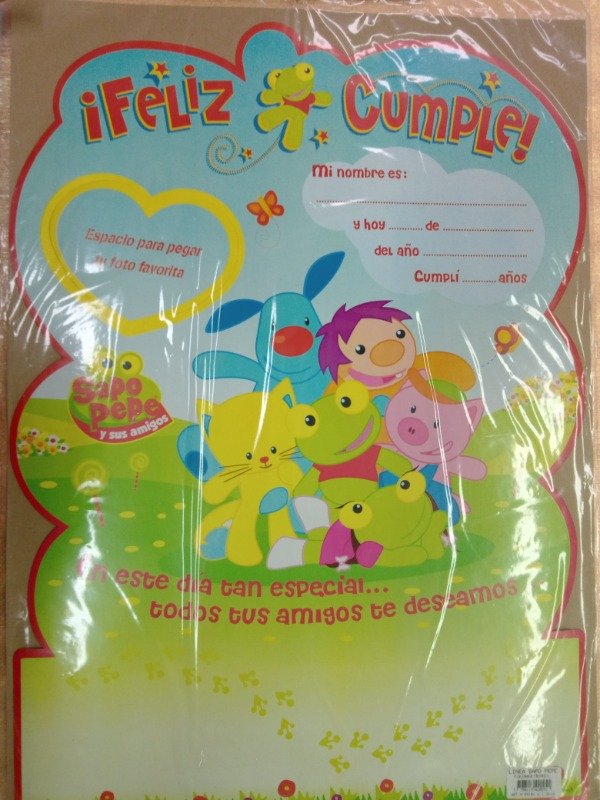 ¡Feliz Cumple!
Mi nombre es:
y hoy ........... de ...........................
del año ...............................
Cumplí ........... años
Espacio para pegar
tu foto favorita
Sapo
Pepe
y sus amigos
En este día tan especial...
todos tus amigos te deseamos
LINEA SAPO PEPE